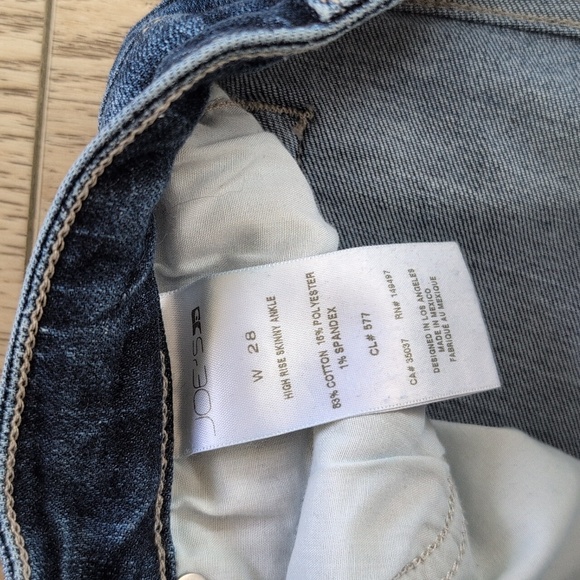 JOE'S
W 28
HIGH RISE SKINNY ANKLE
83% COTTON 16% POLYESTER
1% SPANDEX
CL# 577
CA# 35037 RN# 149497
DESIGNED IN LOS ANGELES
MADE IN MEXICO
FABRIQUÉ AU MEXIQUE